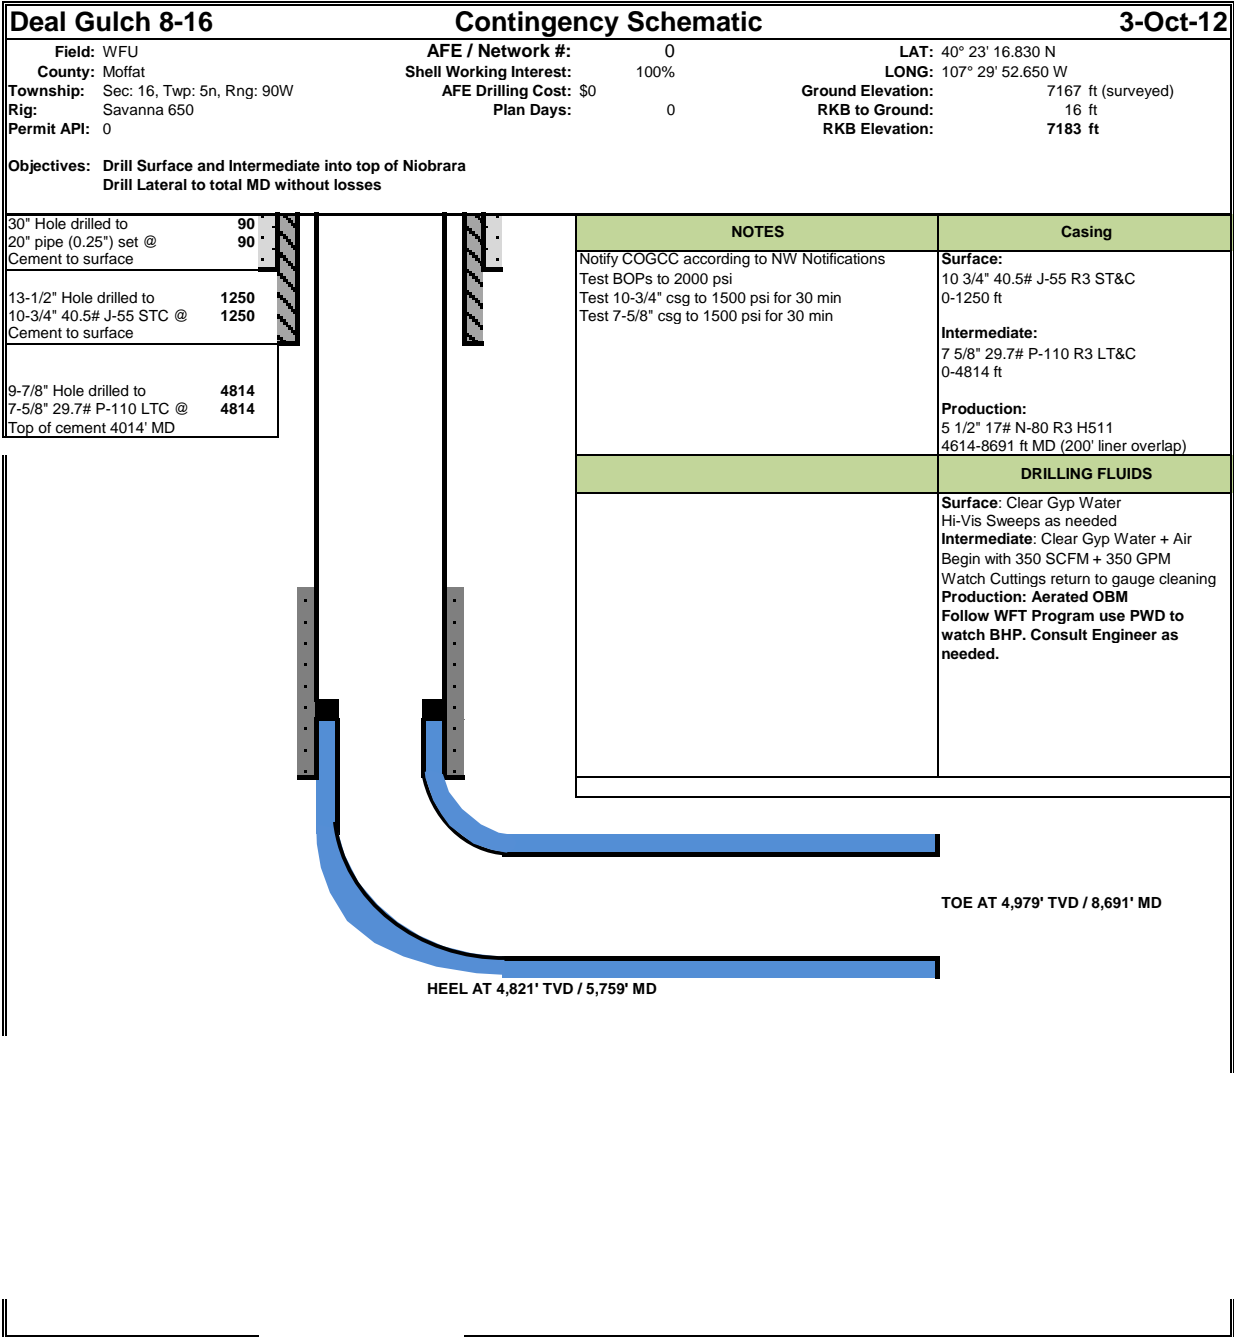 Deal Gulch 8-16 Contingency Schematic 3-Oct-12
Field: WFU AFE / Network #: 0 LAT: 40° 23' 16.830 N
County: Moffat Shell Working Interest: 100% LONG: 107° 29' 52.650 W
Township: Sec: 16, Twp: 5n, Rng: 90W AFE Drilling Cost: $0 Ground Elevation: 7167 ft (surveyed)
Rig: Savanna 650 Plan Days: 0 RKB to Ground: 16 ft
Permit API: 0 RKB Elevation: 7183 ft
Objectives: Drill Surface and Intermediate into top of Niobrara
Drill Lateral to total MD without losses
30" Hole drilled to 90
20" pipe (0.25") set @ 90
Cement to surface
13-1/2" Hole drilled to 1250
10-3/4" 40.5# J-55 STC @ 1250
Cement to surface
9-7/8" Hole drilled to 4814
7-5/8" 29.7# P-110 LTC @ 4814
Top of cement 4014' MD
NOTES
Notify COGCC according to NW Notifications
Test BOPs to 2000 psi
Test 10-3/4" csg to 1500 psi for 30 min
Test 7-5/8" csg to 1500 psi for 30 min
Casing
Surface:
10 3/4" 40.5# J-55 R3 ST&C
0-1250 ft
Intermediate:
7 5/8" 29.7# P-110 R3 LT&C
0-4814 ft
Production:
5 1/2" 17# N-80 R3 H511
4614-8691 ft MD (200' liner overlap)
DRILLING FLUIDS
Surface: Clear Gyp Water
Hi-Vis Sweeps as needed
Intermediate: Clear Gyp Water + Air
Begin with 350 SCFM + 350 GPM
Watch Cuttings return to gauge cleaning
Production: Aerated OBM
Follow WFT Program use PWD to
watch BHP. Consult Engineer as
needed.
TOE AT 4,979' TVD / 8,691' MD
HEEL AT 4,821' TVD / 5,759' MD